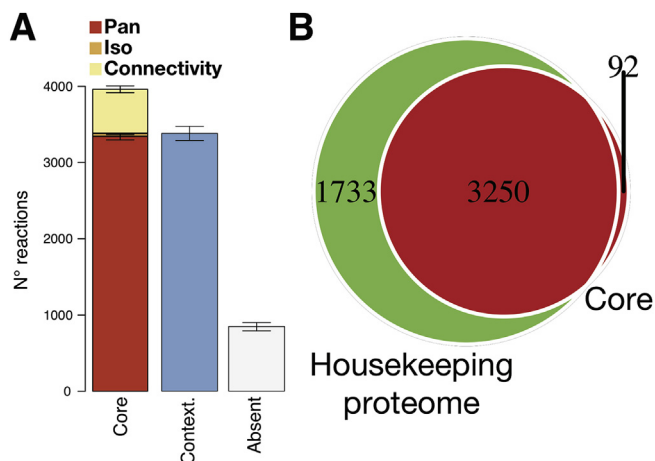 A
Pan
Iso
Connectivity
4000
3000
2000
1000
0
N° reactions
Core
Context.
Absent
B
92
1733
3250
Core
Housekeeping
proteome